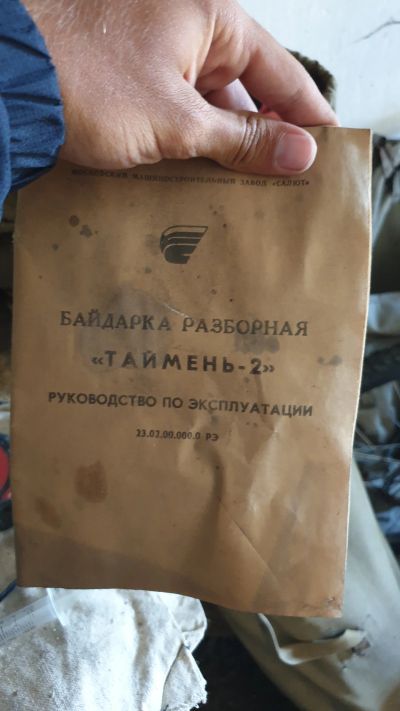 МОСКОВСКИЙ МАШИНОСТРОИТЕЛЬНЫЙ ЗАВОД «САЛЮТ»
БАЙДАРКА РАЗБОРНАЯ
«ТАЙМЕНЬ-2»
РУКОВОДСТВО ПО ЭКСПЛУАТАЦИИ
23.02.00.000.0 РЭ